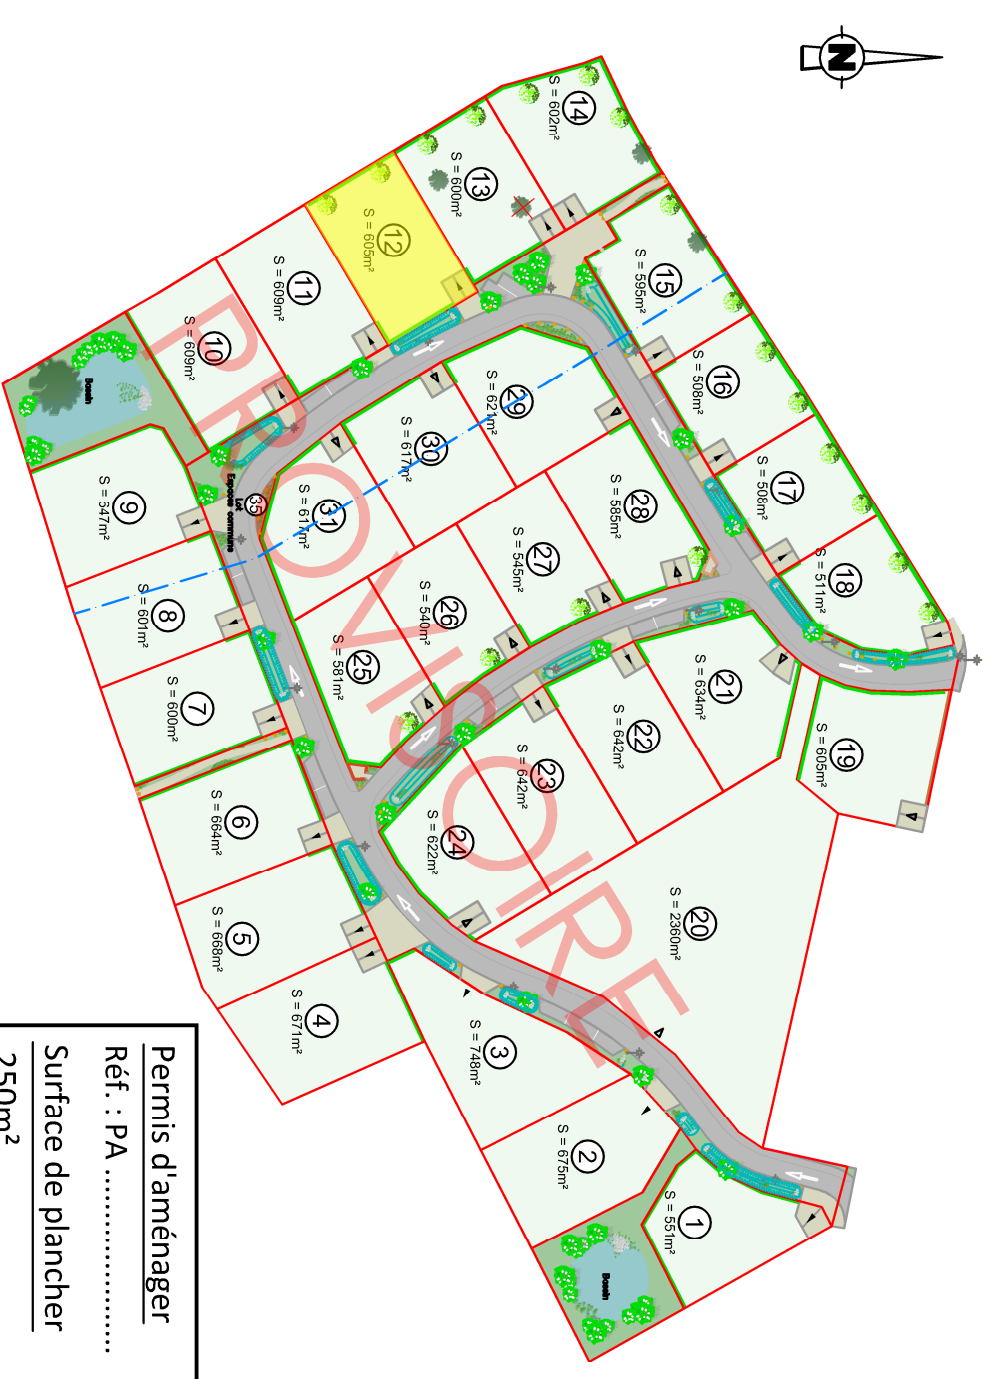 N
14
S = 602m²
13
S = 600m²
12
S = 605m²
11
S = 609m²
10
S = 609m²
15
S = 595m²
16
S = 508m²
17
S = 508m²
18
S = 511m²
29
S = 621m²
30
S = 617m²
31
S = 617m²
28
S = 585m²
27
S = 545m²
26
S = 540m²
25
S = 581m²
35
Lot
Espaces commune
Bassin
9
S = 547m²
8
S = 601m²
7
S = 600m²
6
S = 664m²
5
S = 668m²
4
S = 671m²
19
S = 605m²
21
S = 634m²
22
S = 642m²
23
S = 642m²
24
S = 622m²
20
S = 2360m²
3
S = 748m²
2
S = 675m²
1
S = 551m²
Bassin
PROVISOIRE
Permis d'aménager
Réf. : PA ........................
Surface de plancher
250m²